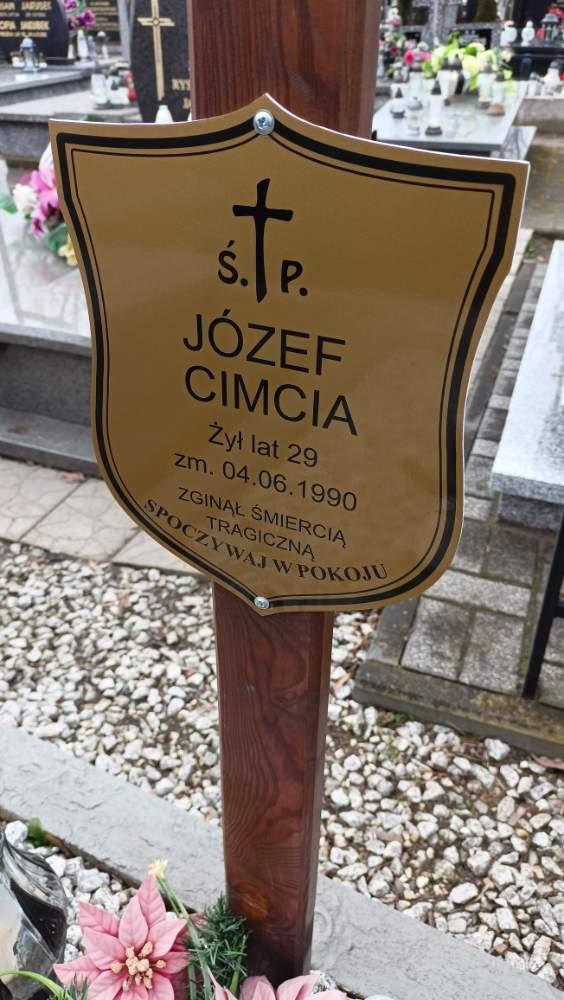 Ś. P.
JÓZEF
CIMCIA
Żył lat 29
zm. 04.06.1990
ZGINĄŁ ŚMIERCIĄ
TRAGICZNĄ
SPOCZYWAJ W POKOJU